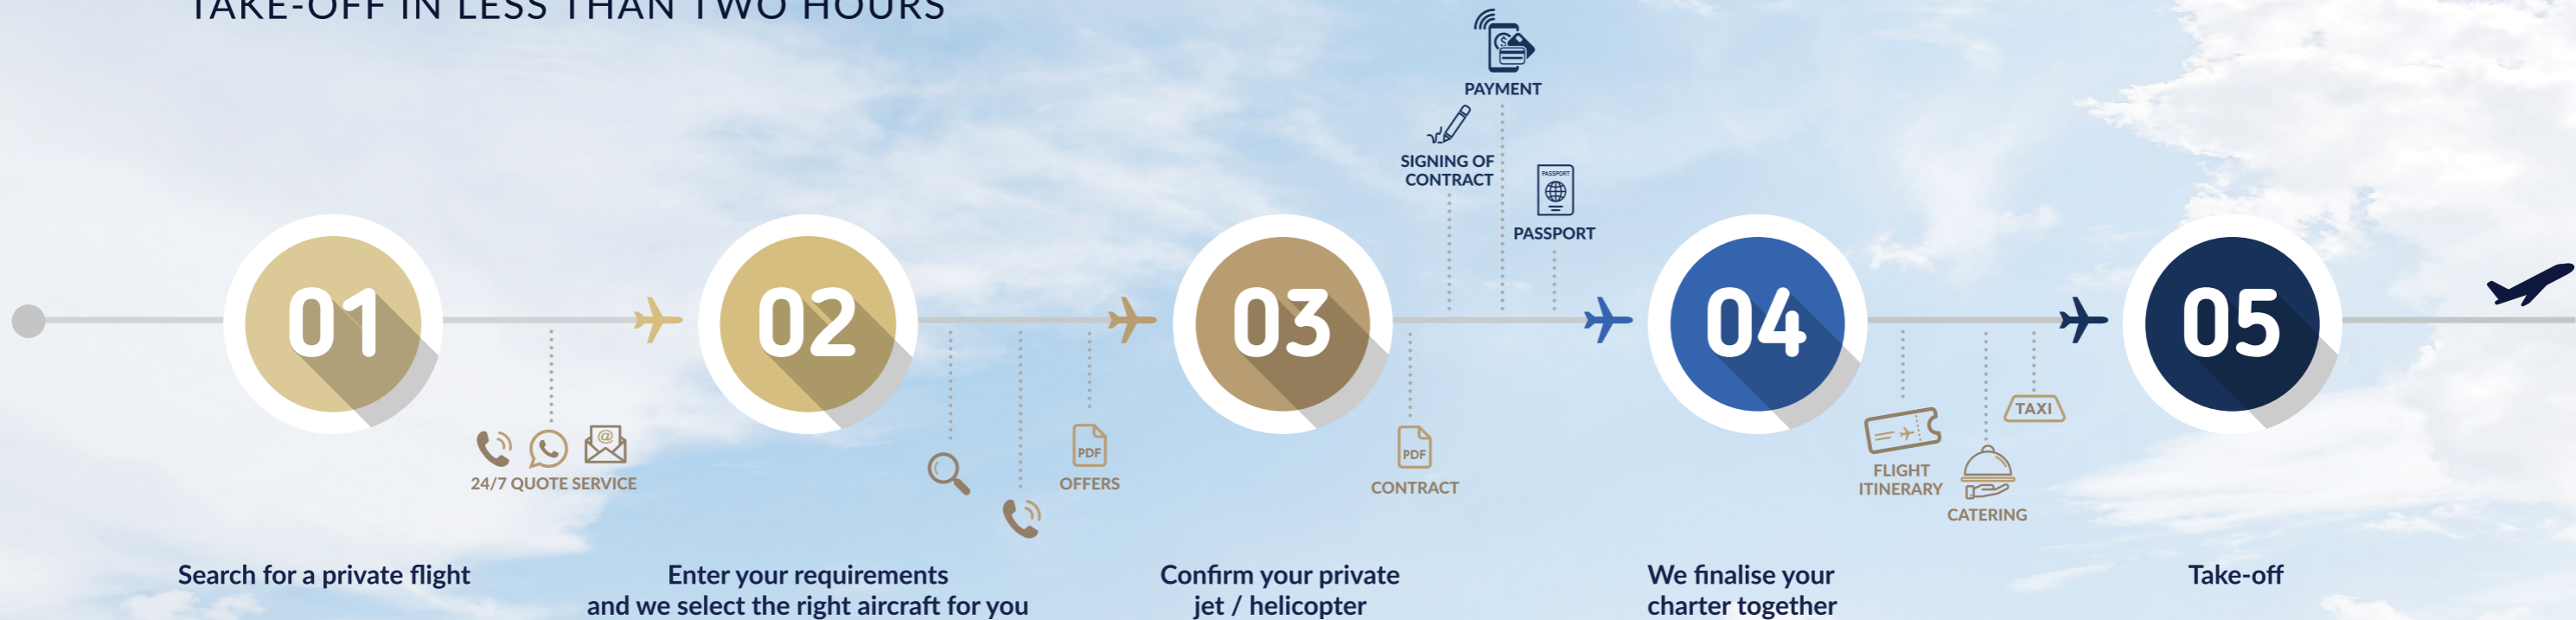 TAKE-OFF IN LESS THAN TWO HOURS
PAYMENT
SIGNING OF
CONTRACT
PASSPORT
PASSPORT
01
02
03
04
05
24/7 QUOTE SERVICE
@
PDF
OFFERS
PDF
CONTRACT
FLIGHT
ITINERARY
CATERING
TAXI
Search for a private flight
Enter your requirements
and we select the right aircraft for you
Confirm your private
jet / helicopter
We finalise your
charter together
Take-off